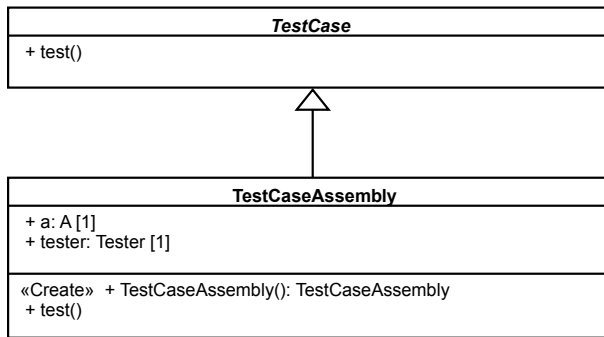 TestCase
+ test()
TestCaseAssembly
+ a: A [1]
+ tester: Tester [1]
«Create» + TestCaseAssembly(): TestCaseAssembly
+ test()